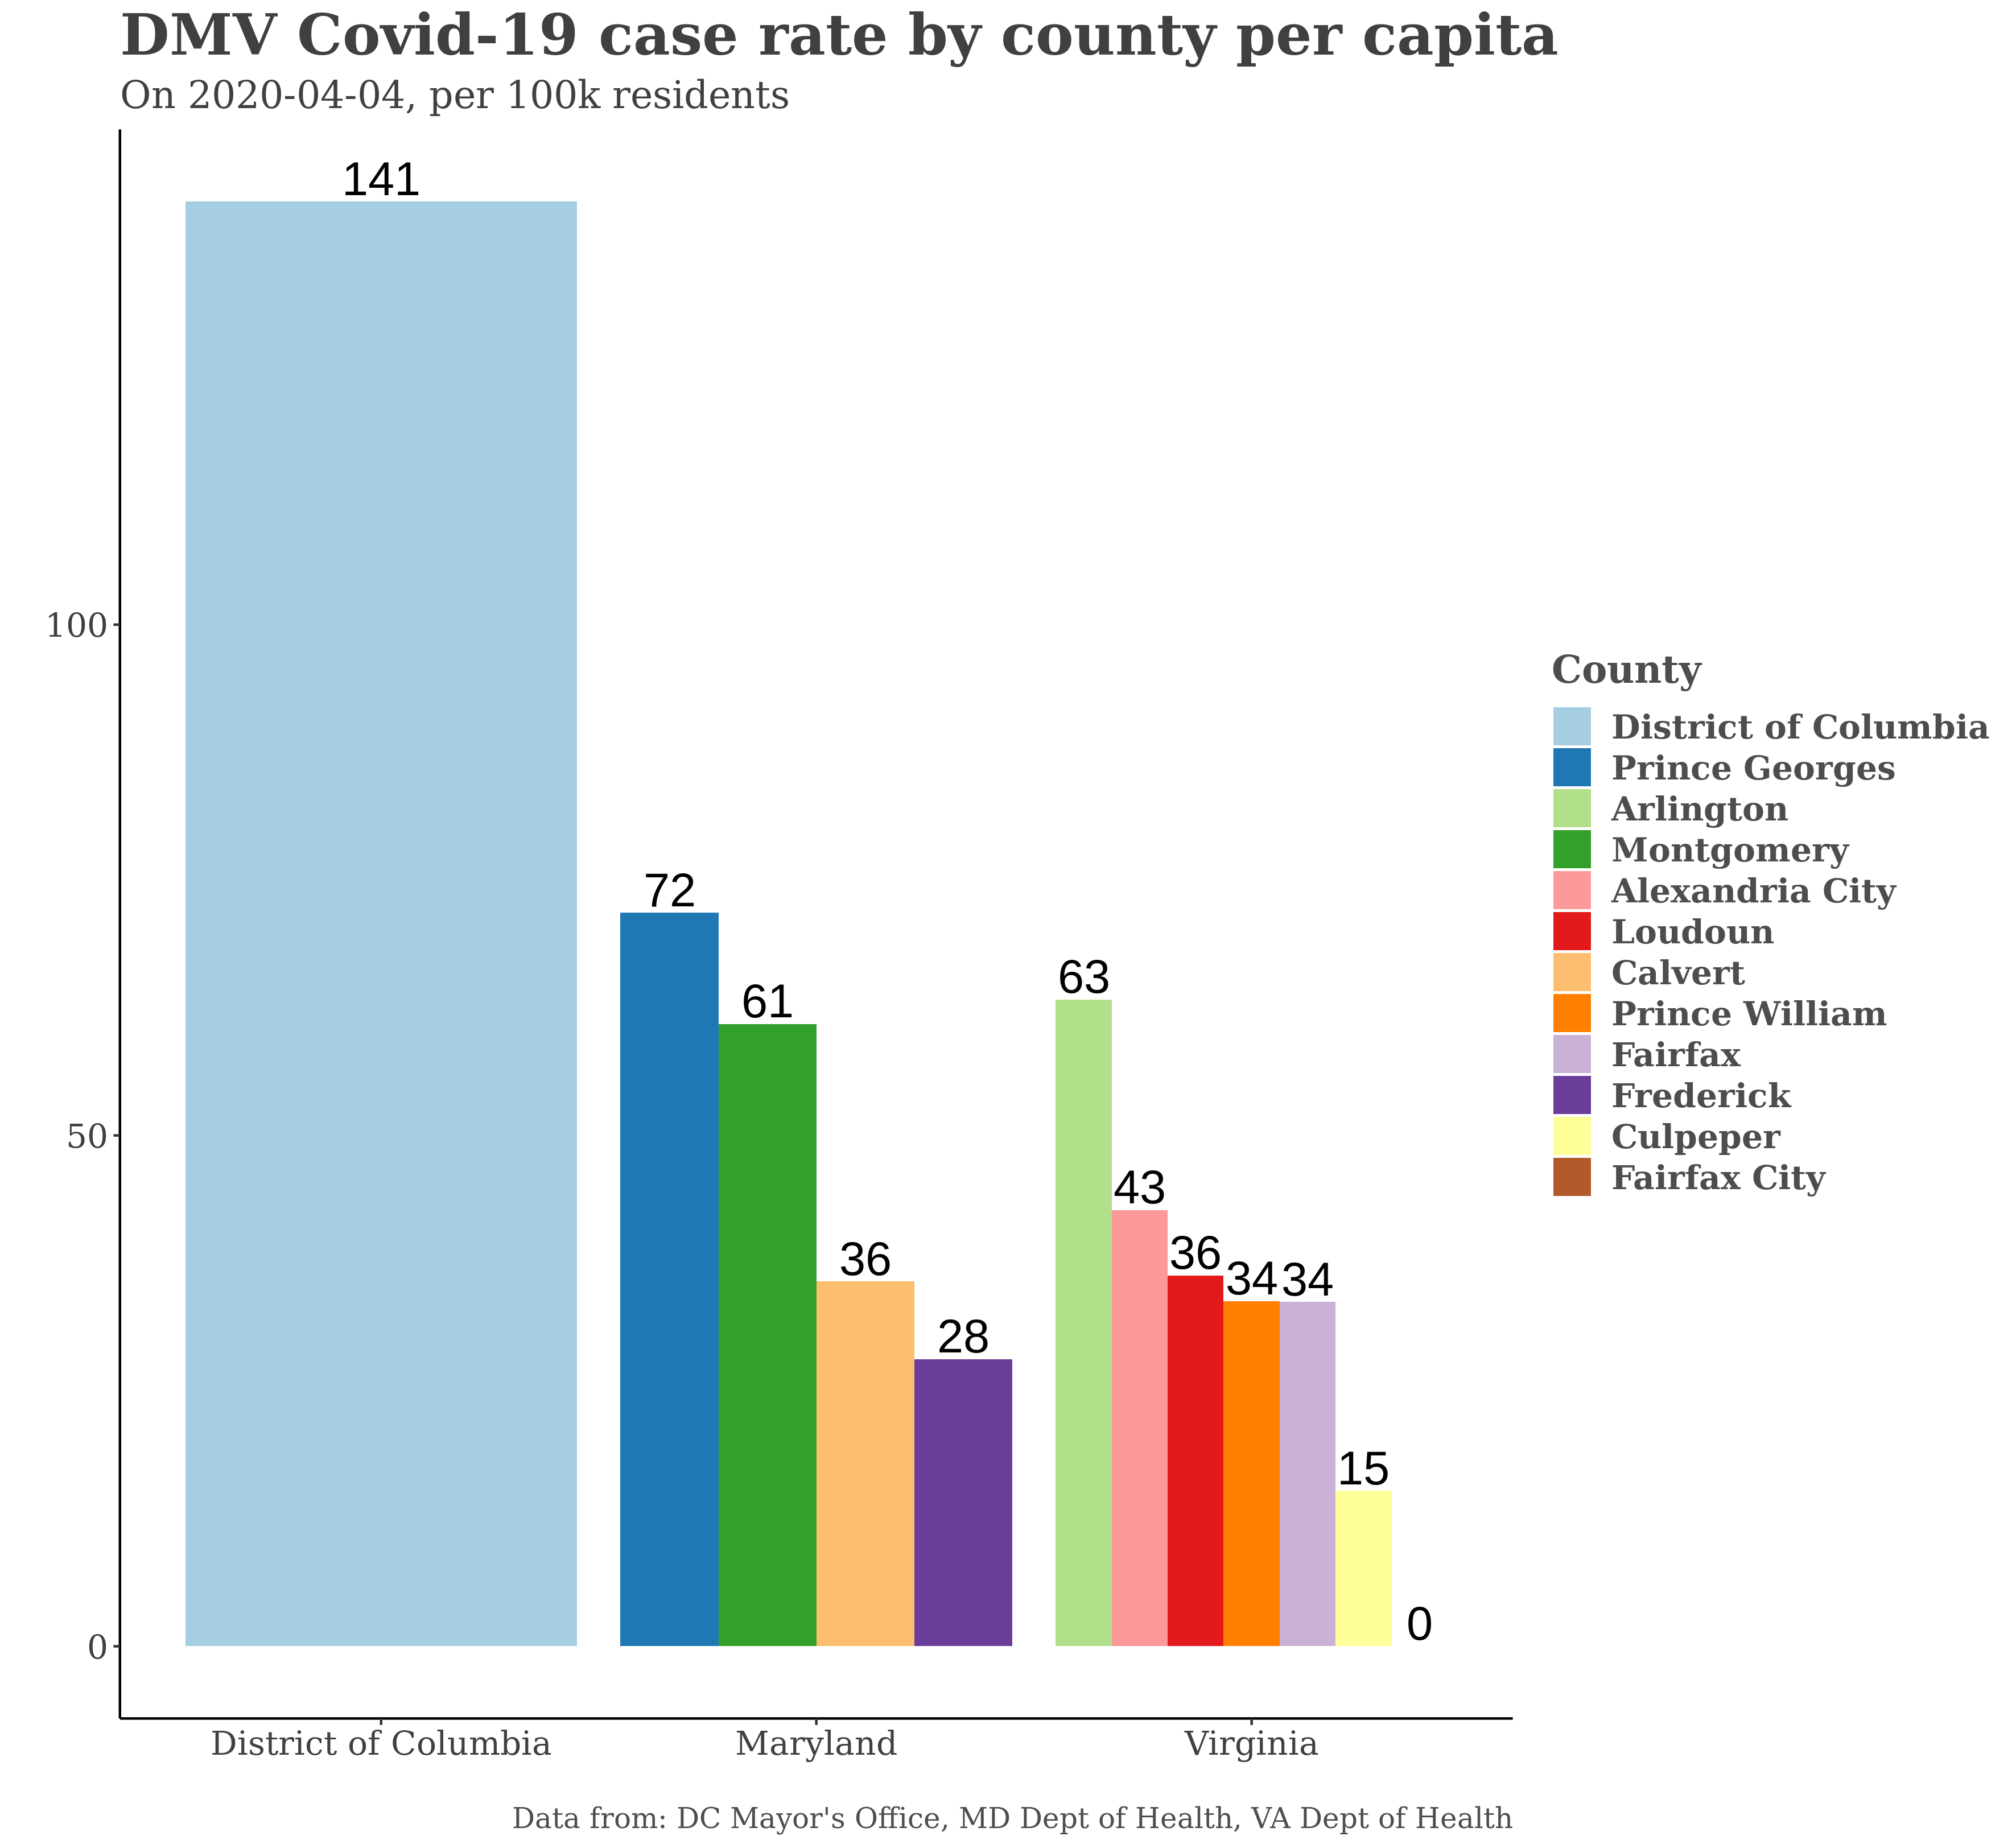 DMV Covid-19 case rate by county per capita
On 2020-04-04, per 100k residents
141
100
72
61
63
50
43
36
36
34
34
28
15
0
0
County
District of Columbia
Prince Georges
Arlington
Montgomery
Alexandria City
Loudoun
Calvert
Prince William
Fairfax
Frederick
Culpeper
Fairfax City
District of Columbia
Maryland
Virginia
Data from: DC Mayor's Office, MD Dept of Health, VA Dept of Health